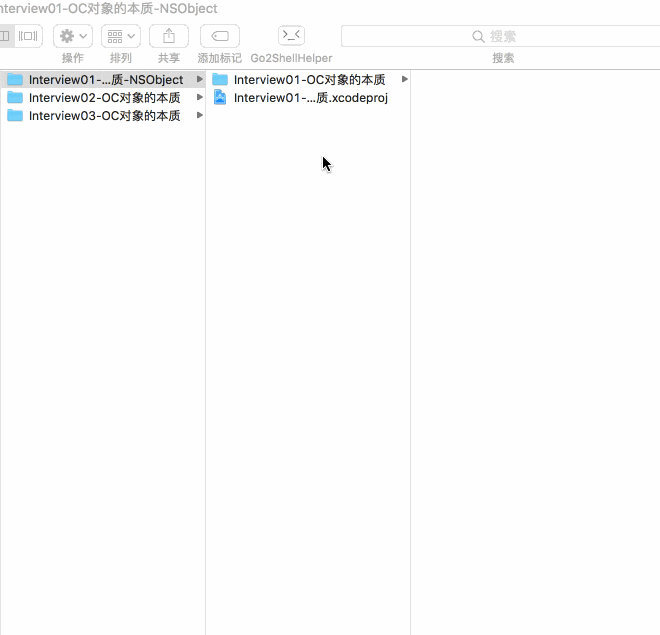 nterview01-OC对象的本质-NSObject
搜索
操作 排列 共享 添加标记 Go2ShellHelper 搜索
Interview01-...质-NSObject
Interview02-OC对象的本质
Interview03-OC对象的本质
Interview01-OC对象的本质
Interview01-...质.xcodeproj